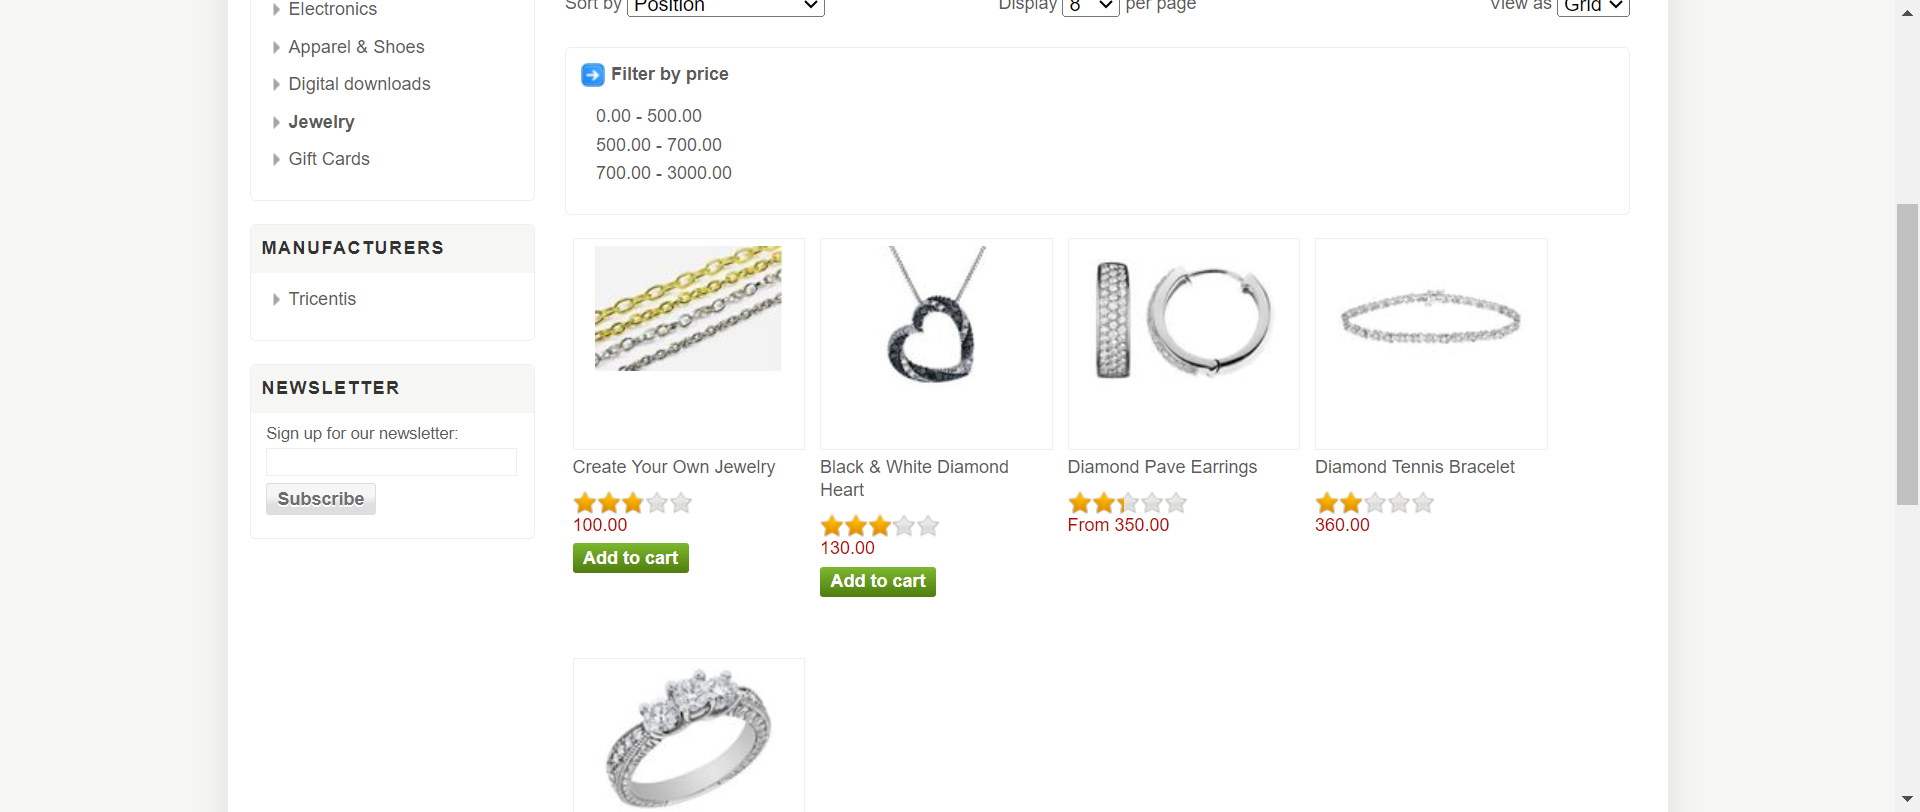 Electronics
Apparel & Shoes
Digital downloads
Jewelry
Gift Cards
MANUFACTURERS
Tricentis
NEWSLETTER
Sign up for our newsletter:
Subscribe
Sort by Position Display 8 per page View as Grid
Filter by price
0.00 - 500.00
500.00 - 700.00
700.00 - 3000.00
Create Your Own Jewelry
100.00
Add to cart
Black & White Diamond
Heart
130.00
Add to cart
Diamond Pave Earrings
From 350.00
Diamond Tennis Bracelet
360.00